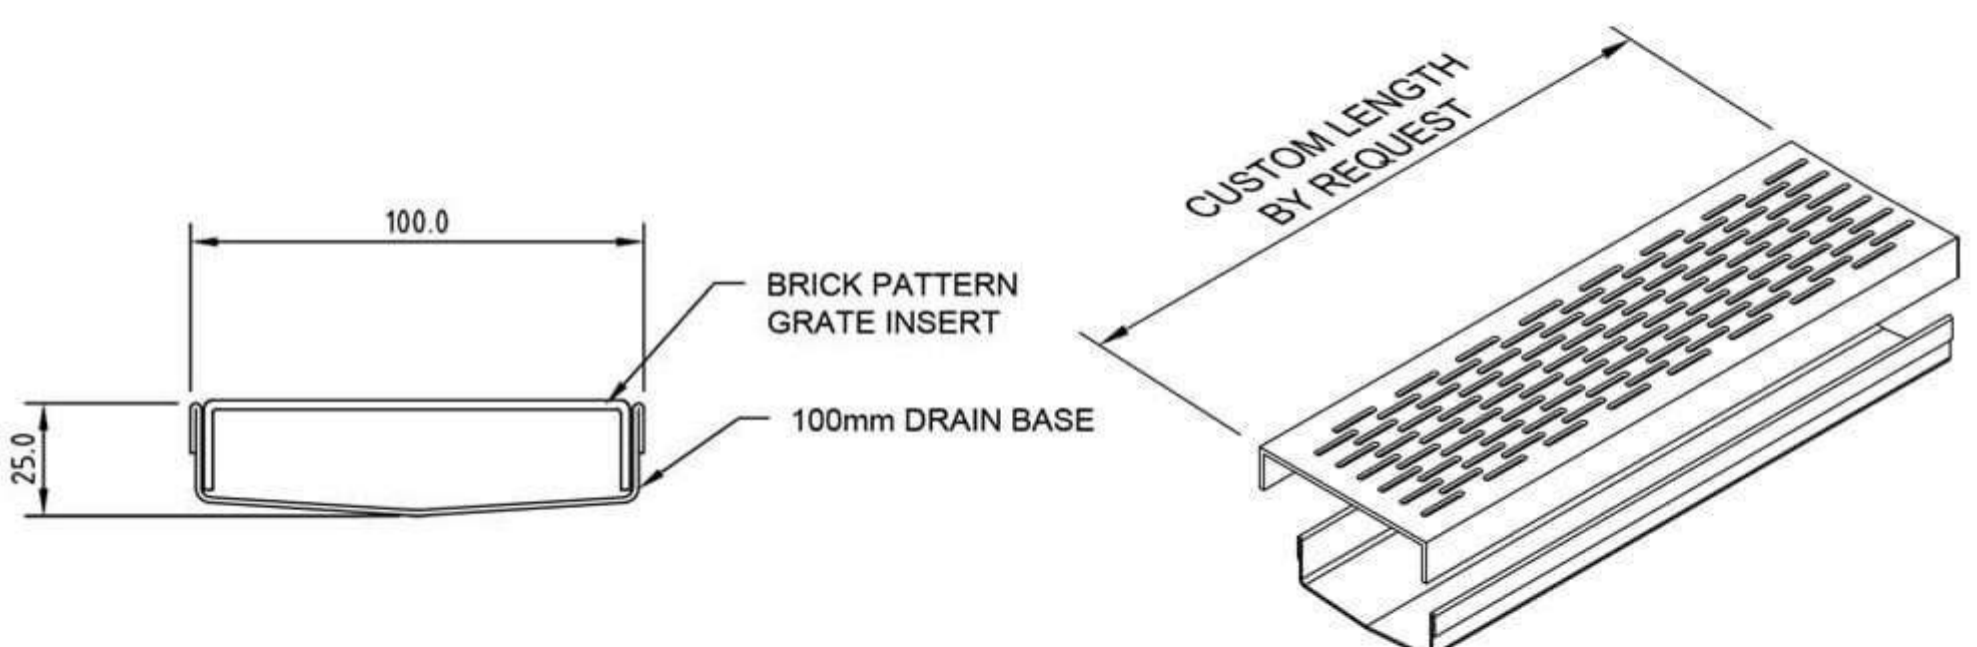 100.0
BRICK PATTERN
GRATE INSERT
100mm DRAIN BASE
25.0
CUSTOM LENGTH
BY REQUEST